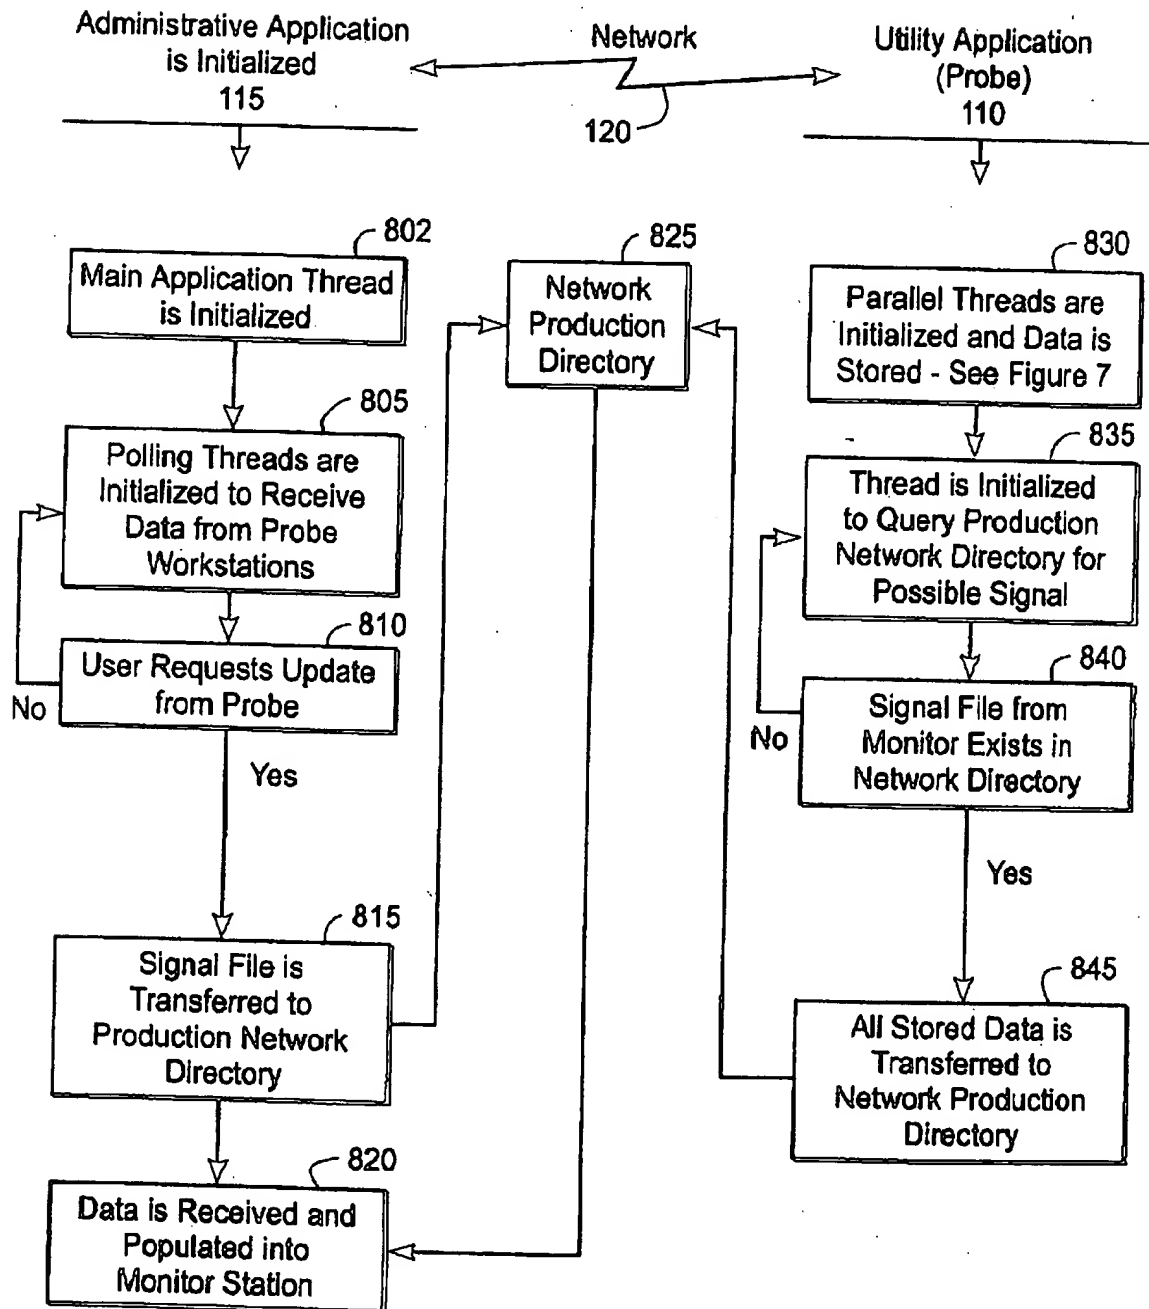 Administrative Application
is Initialized
115
Network
120
Utility Application
(Probe)
110
802
Main Application Thread
is Initialized
805
Polling Threads are
Initialized to Receive
Data from Probe
Workstations
810
User Requests Update
from Probe
No
Yes
815
Signal File is
Transferred to
Production Network
Directory
820
Data is Received and
Populated into
Monitor Station
825
Network
Production
Directory
830
Parallel Threads are
Initialized and Data is
Stored - See Figure 7
835
Thread is Initialized
to Query Production
Network Directory for
Possible Signal
840
Signal File from
Monitor Exists in
Network Directory
No
Yes
845
All Stored Data is
Transferred to
Network Production
Directory